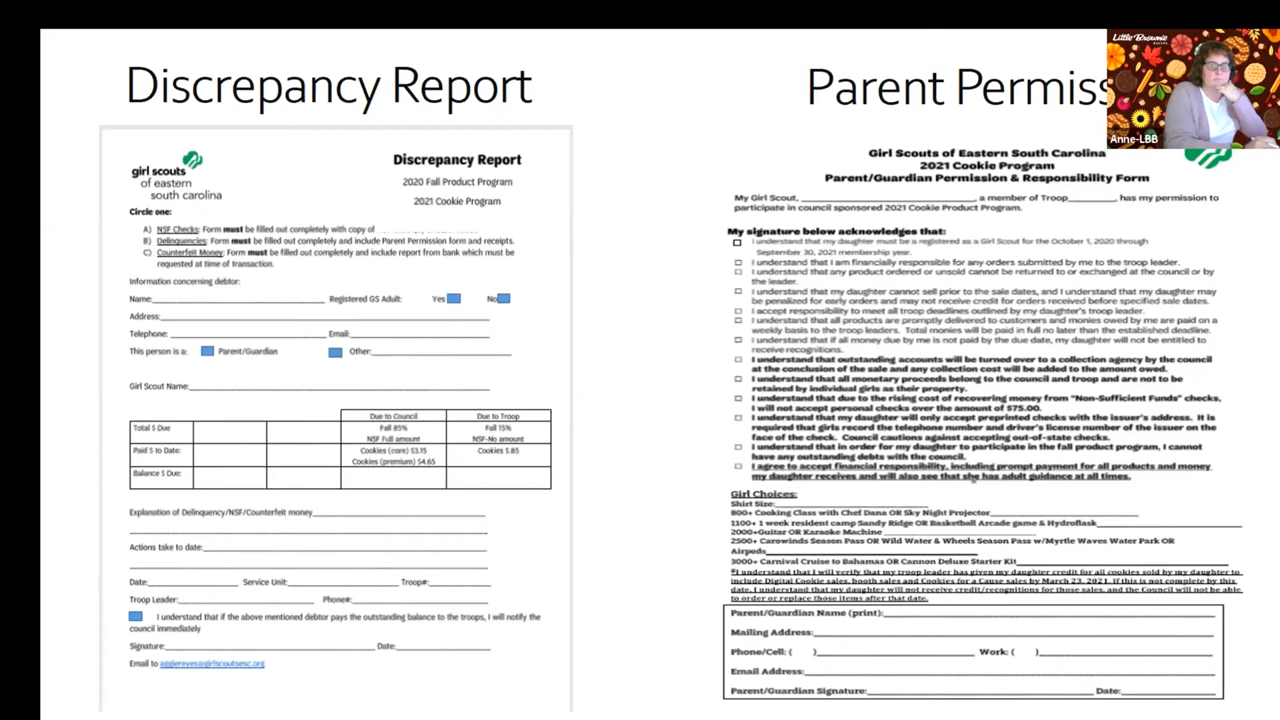 Discrepancy Report
girl scouts
of eastern
south carolina
Discrepancy Report
2020 Fall Product Program
2021 Cookie Program
Circle one:
A) NSF Checks: Form must be filled out completely with copy of
B) Delinquencies: Form must be filled out completely and include Parent Permission form and receipts.
C) Counterfeit Money: Form must be filled out completely and include report from bank which must be
requested at time of transaction.
Information concerning debtor:
Name: Registered GS Adult: Yes No
Address:
Telephone: Email:
This person is a: Parent/Guardian Other:
Girl Scout Name:
Due to Council Due to Troop
Total $ Due Fall 85% Fall 15%
NSF Full amount NSF-No amount
Paid $ to Date: Cookies (core) $3.15 Cookies $.85
Cookies (premium) $4.65
Balance $ Due:
Explanation of Delinquency/NSF/Counterfeit money
Actions take to date:
Date: Service Unit: Troop#:
Troop Leader: Phone#:
I understand that if the above mentioned debtor pays the outstanding balance to the troops, I will notify the
council immediately
Signature: Date:
Email to aggiereyes@girlscoutsesc.org
Parent Permiss
Little Brownie
BAKERS
Anne-LBB
Girl Scouts of Eastern South Carolina
2021 Cookie Program
Parent/Guardian Permission & Responsibility Form
My Girl Scout, , a member of Troop , has my permission to
participate in council sponsored 2021 Cookie Product Program.
My signature below acknowledges that:
I understand that my daughter must be a registered as a Girl Scout for the October 1, 2020 through
September 30, 2021 membership year.
I understand that I am financially responsible for any orders submitted by me to the troop leader.
I understand that any product ordered or unsold cannot be returned to or exchanged at the council or by
the leader.
I understand that my daughter cannot sell prior to the sale dates, and I understand that my daughter may
be penalized for early orders and may not receive credit for orders received before specified sale dates.
I accept responsibility to meet all troop deadlines outlined by my daughter's troop leader.
I understand that all products are promptly delivered to customers and monies owed by me are paid on a
weekly basis to the troop leaders. Total monies will be paid in full no later than the established deadline.
I understand that if all money due by me is not paid by the due date, my daughter will not be entitled to
receive recognitions.
I understand that outstanding accounts will be turned over to a collection agency by the council
at the conclusion of the sale and any collection cost will be added to the amount owed.
I understand that all monetary proceeds belong to the council and troop and are not to be
retained by individual girls as their property.
I understand that due to the rising cost of recovering money from "Non-Sufficient Funds" checks,
I will not accept personal checks over the amount of $75.00.
I understand that my daughter will only accept preprinted checks with the issuer's address. It is
required that girls record the telephone number and driver's license number of the issuer on the
face of the check. Council cautions against accepting out-of-state checks.
I understand that in order for my daughter to participate in the fall product program, I cannot
have any outstanding debts with the council.
I agree to accept financial responsibility, including prompt payment for all products and money
my daughter receives and will also see that she has adult guidance at all times.
Girl Choices:
Shirt Size:
800+ Cooking Class with Chef Dana OR Sky Night Projector
1100+ 1 week resident camp Sandy Ridge OR Basketball Arcade game & Hydroflask
2000+Guitar OR Karaoke Machine
2500+ Carowinds Season Pass OR Wild Water & Wheels Season Pass w/Myrtle Waves Water Park OR
Airpods
3000+ Carnival Cruise to Bahamas OR Cannon Deluxe Starter Kit
*I understand that I will verify that my troop leader has given my daughter credit for all cookies sold by my daughter to
include Digital Cookie sales, booth sales and Cookies for a Cause sales by March 23, 2021. If this is not complete by this
date, I understand that my daughter will not receive credit/recognitions for those sales, and the Council will not be able
to order or replace those items after that date.
Parent/Guardian Name (print):
Mailing Address:
Phone/Cell: ( ) Work: ( )
Email Address:
Parent/Guardian Signature: Date: